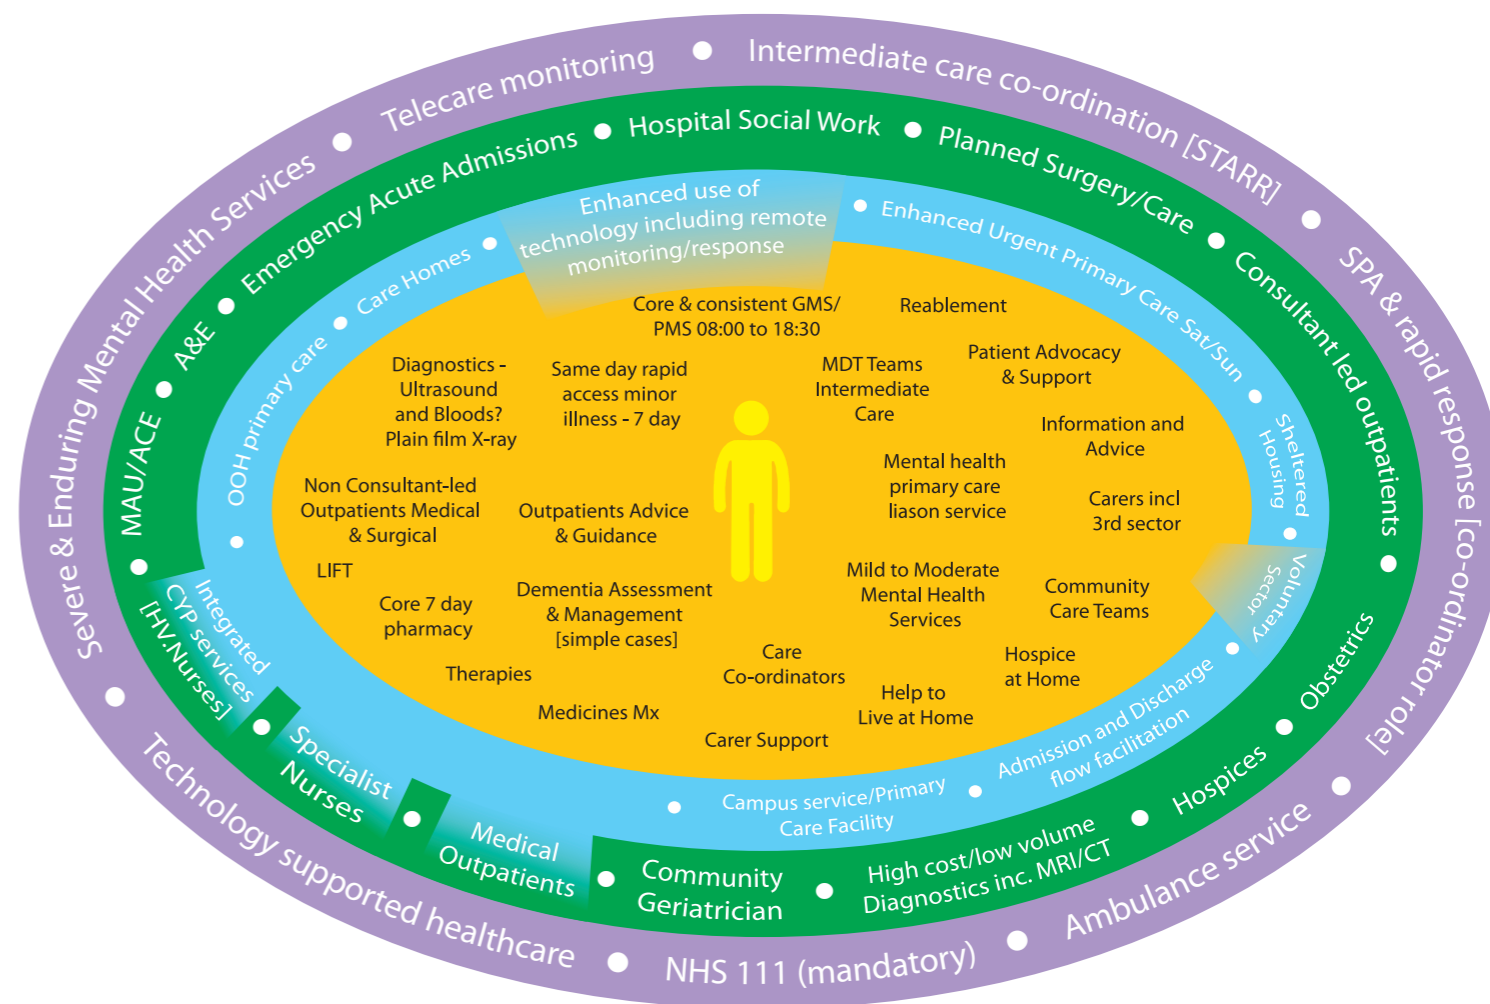 Telecare monitoring
Intermediate care co-ordination [STARR]
SPA & rapid response [co-ordinator role]
Ambulance service
NHS 111 (mandatory)
Technology supported healthcare
Severe & Enduring Mental Health Services
Emergency Acute Admissions
Hospital Social Work
Planned Surgery/Care
Consultant led outpatients
Obstetrics
Hospices
High cost/low volume
Diagnostics inc. MRI/CT
Community
Geriatrician
Medical
Outpatients
Specialist
Nurses
Integrated
CYP services
[HV.Nurses]
MAU/ACE
A&E
Enhanced use of
technology including remote
monitoring/response
Enhanced Urgent Primary Care Sat/Sun
Sheltered
Housing
Voluntary
Sector
Admission and Discharge
flow facilitation
Campus service/Primary
Care Facility
OOH primary care
Care Homes
Core & consistent GMS/
PMS 08:00 to 18:30
Reablement
Diagnostics -
Ultrasound
and Bloods?
Plain film X-ray
Same day rapid
access minor
illness - 7 day
MDT Teams
Intermediate
Care
Patient Advocacy
& Support
Information and
Advice
Mental health
primary care
liason service
Carers incl
3rd sector
Non Consultant-led
Outpatients Medical
& Surgical
Outpatients Advice
& Guidance
LIFT
Core 7 day
pharmacy
Dementia Assessment
& Management
[simple cases]
Mild to Moderate
Mental Health
Services
Community
Care Teams
Therapies
Care
Co-ordinators
Hospice
at Home
Medicines Mx
Help to
Live at Home
Carer Support